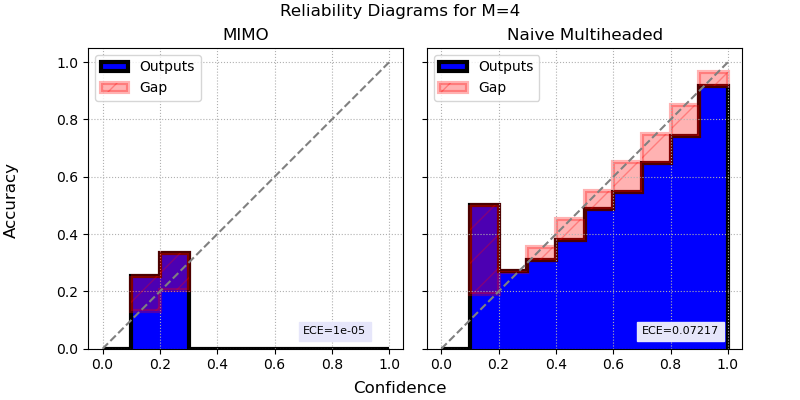 Reliability Diagrams for M=4
MIMO
Naive Multiheaded
Accuracy
1.0
0.8
0.6
0.4
0.2
0.0
Outputs
Gap
ECE=1e-05
0.0 0.2 0.4 0.6 0.8 1.0
Outputs
Gap
ECE=0.07217
0.0 0.2 0.4 0.6 0.8 1.0
Confidence